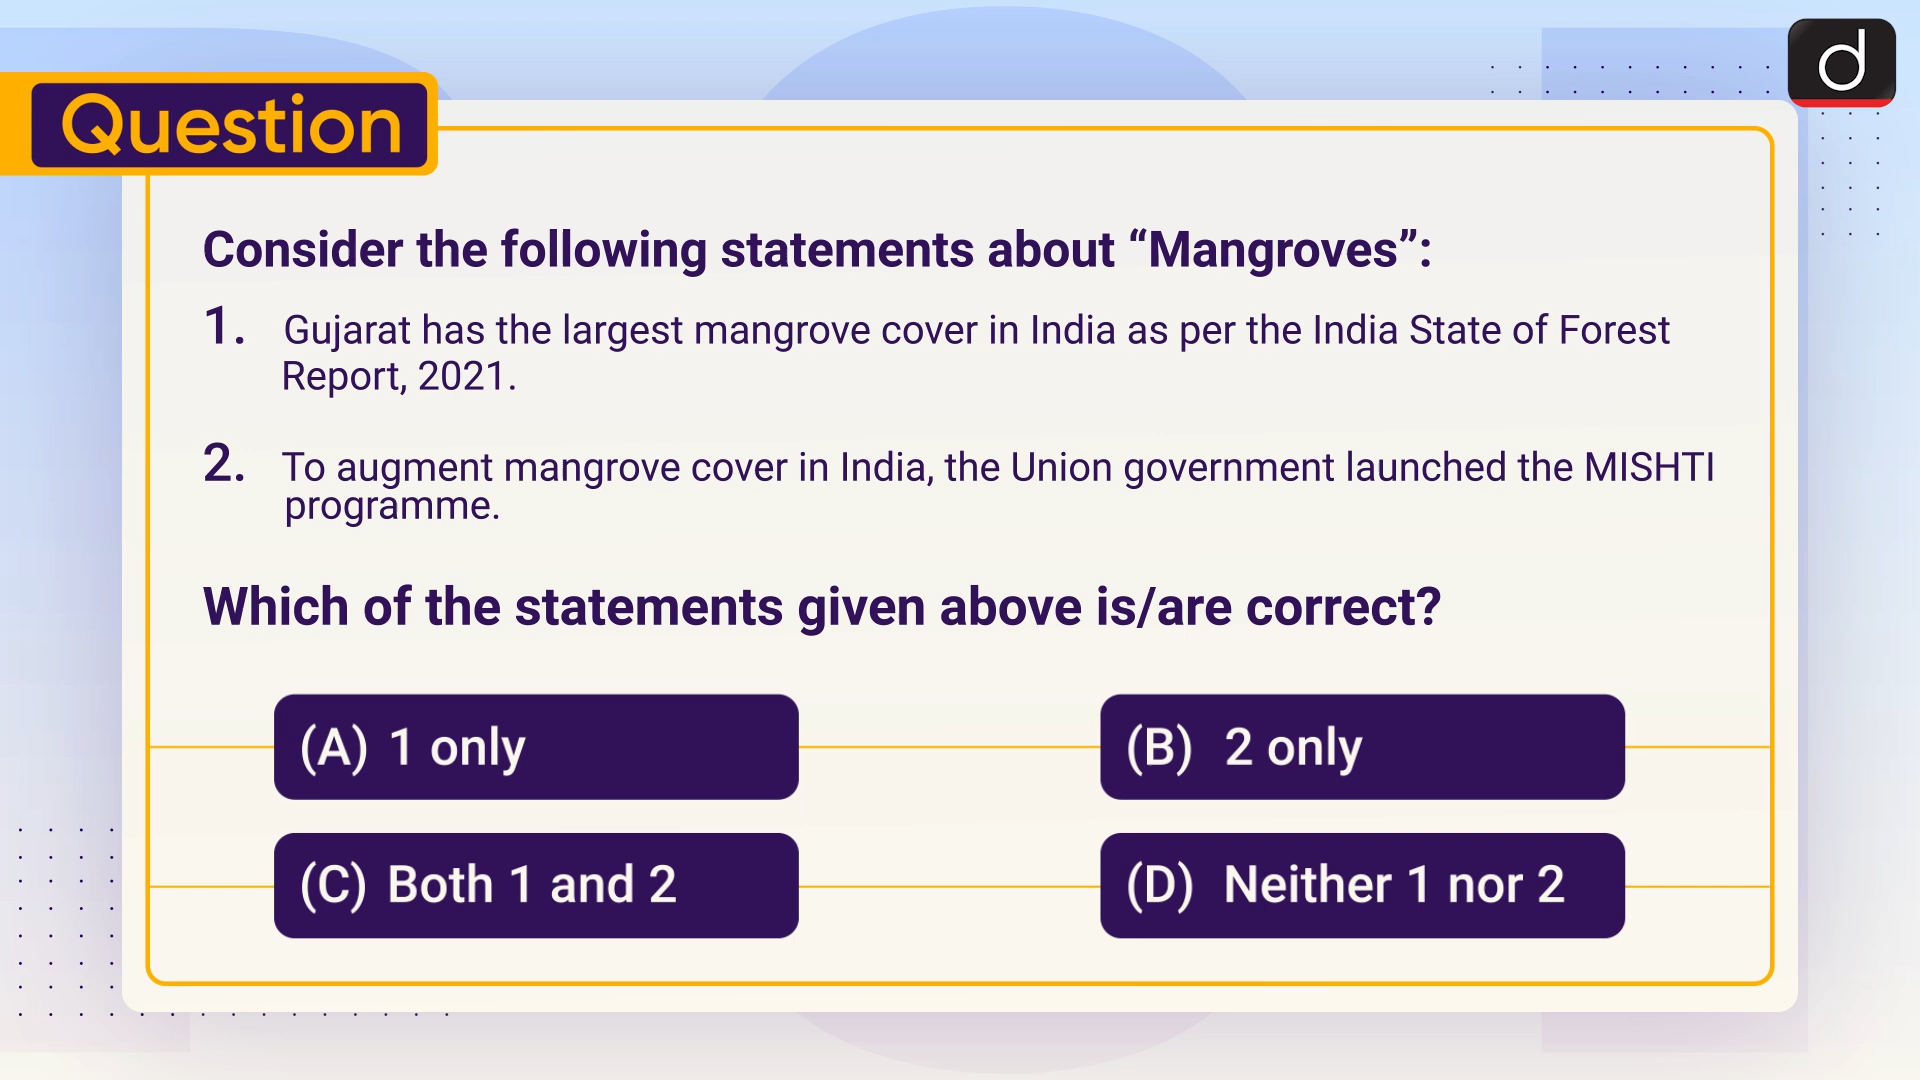 Question
Consider the following statements about “Mangroves”:
1. Gujarat has the largest mangrove cover in India as per the India State of Forest
Report, 2021.
2. To augment mangrove cover in India, the Union government launched the MISHTI
programme.
Which of the statements given above is/are correct?
(A) 1 only
(B) 2 only
(C) Both 1 and 2
(D) Neither 1 nor 2
d